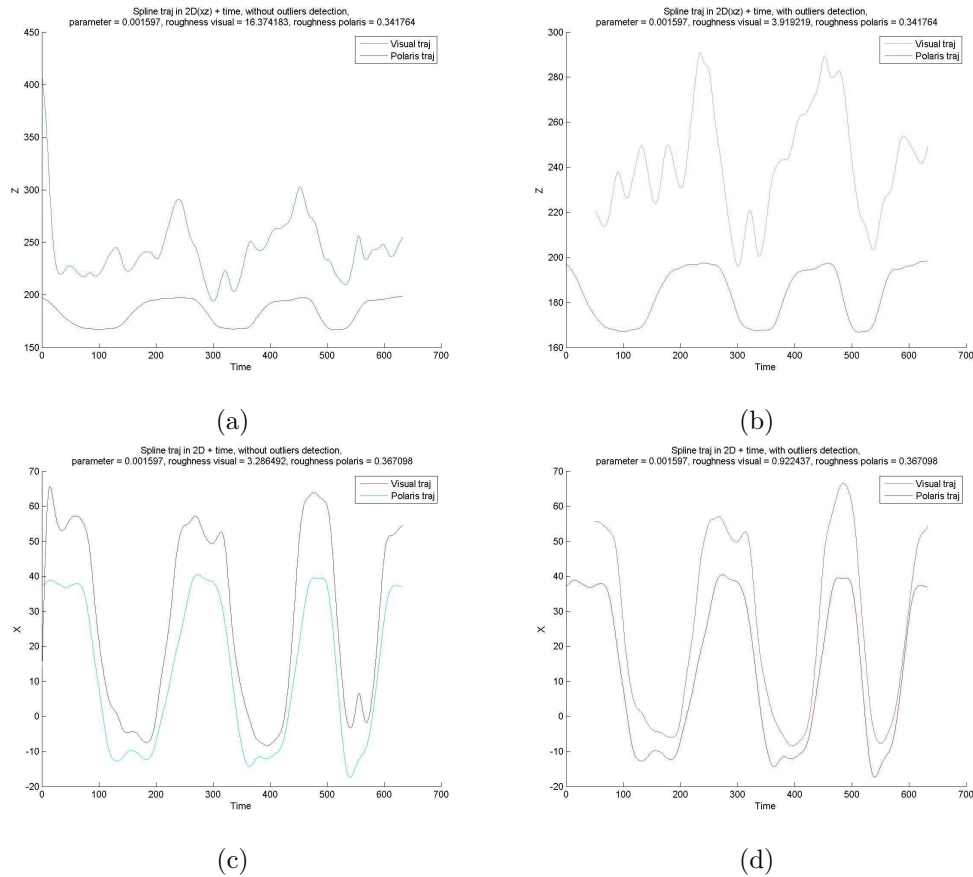 Spline traj in 2D(xz) + time, without outliers detection,
parameter = 0.001597, roughness visual = 16.374183, roughness polaris = 0.341764
450
400
350
300
250
200
150
Z
0 100 200 300 400 500 600 700
Time
Visual traj
Polaris traj
(a)
Spline traj in 2D(xz) + time, with outliers detection,
parameter = 0.001597, roughness visual = 3.919219, roughness polaris = 0.341764
300
280
260
240
220
200
180
160
Z
0 100 200 300 400 500 600 700
Time
Visual traj
Polaris traj
(b)
Spline traj in 2D + time, without outliers detection,
parameter = 0.001597, roughness visual = 3.286492, roughness polaris = 0.367098
70
60
50
40
30
20
10
0
-10
-20
X
0 100 200 300 400 500 600 700
Time
Visual traj
Polaris traj
(c)
Spline traj in 2D + time, with outliers detection,
parameter = 0.001597, roughness visual = 0.922437, roughness polaris = 0.367098
70
60
50
40
30
20
10
0
-10
-20
X
0 100 200 300 400 500 600 700
Time
Visual traj
Polaris traj
(d)